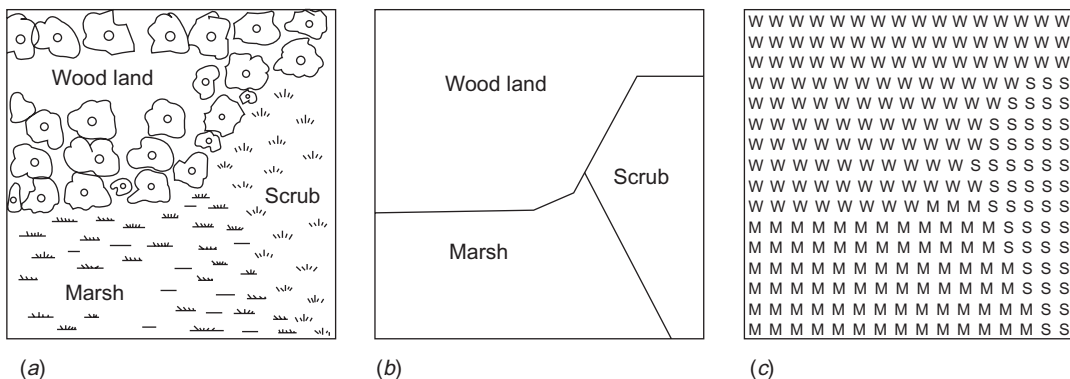 Wood land
Scrub
Marsh
(a)
Wood land
Scrub
Marsh
(b)
W W W W W W W W W W W W W W W W W W
W W W W W W W W W W W W W W W W W W
W W W W W W W W W W W W W W W W W W
W W W W W W W W W W W W W W W S S S
W W W W W W W W W W W W W W S S S S
W W W W W W W W W W W W W S S S S S
W W W W W W W W W W W W W S S S S S
W W W W W W W W W W W W S S S S S S
W W W W W W W W W W W W W S S S S S
W W W W W W W W W W M M M S S S S S
M M M M M M M M M M M M M M S S S S
M M M M M M M M M M M M M M S S S S
M M M M M M M M M M M M M M M S S S
M M M M M M M M M M M M M M M S S S
M M M M M M M M M M M M M M M M S S
M M M M M M M M M M M M M M M M S S
(c)